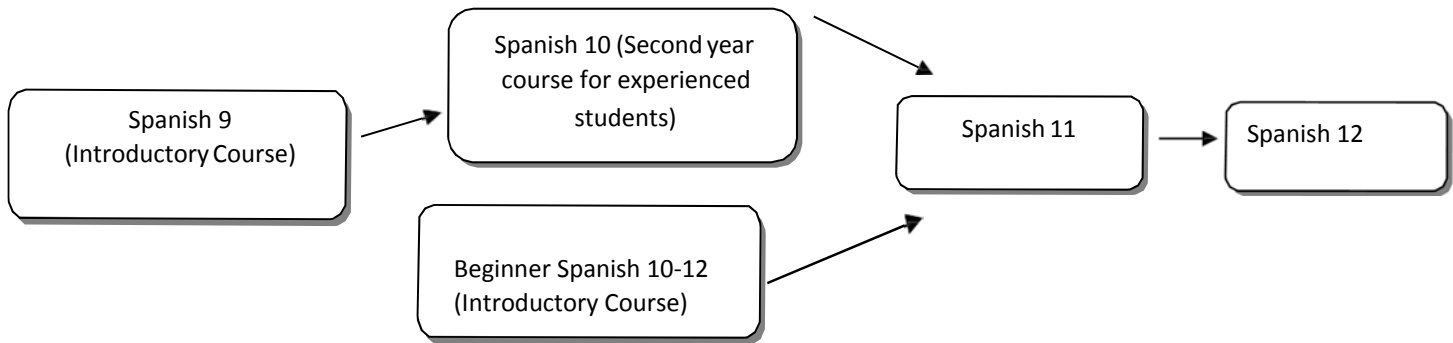 Spanish 9
(Introductory Course)
Spanish 10 (Second year
course for experienced
students)
Beginner Spanish 10-12
(Introductory Course)
Spanish 11
Spanish 12